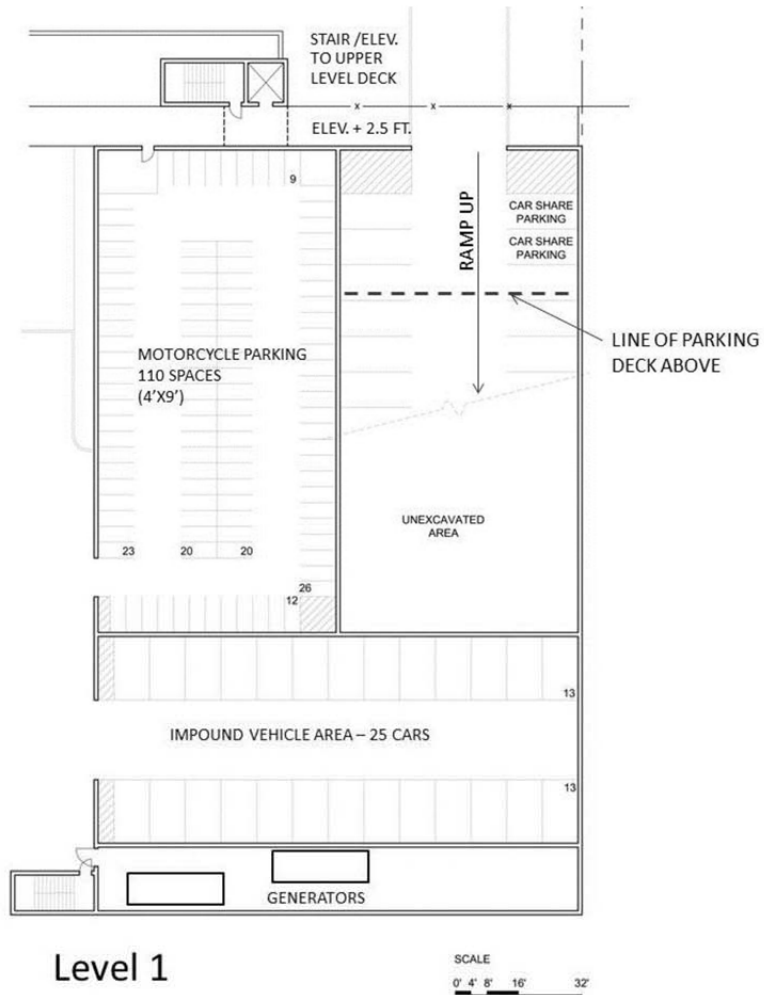 STAIR /ELEV.
TO UPPER
LEVEL DECK
x x x
ELEV. + 2.5 FT.
9
RAMP UP
CAR SHARE
PARKING
CAR SHARE
PARKING
LINE OF PARKING
DECK ABOVE
MOTORCYCLE PARKING
110 SPACES
(4'X9')
UNEXCAVATED
AREA
23 20 20
26
12
13
IMPOUND VEHICLE AREA – 25 CARS
13
GENERATORS
Level 1
SCALE
0' 4' 8' 16' 32'